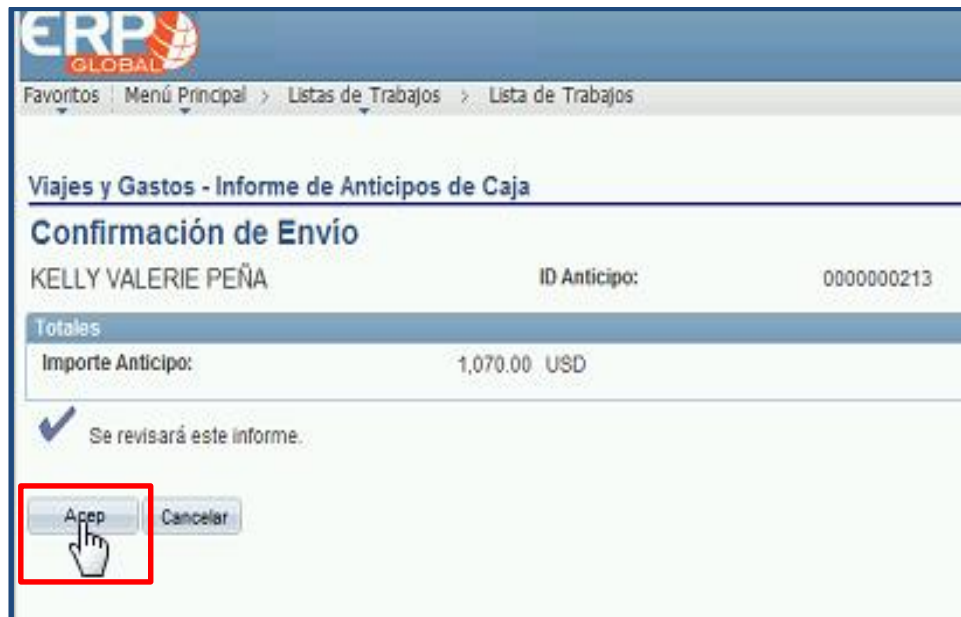 ERP
GLOBAL
Favoritos Menú Principal > Listas de Trabajos > Lista de Trabajos
Viajes y Gastos - Informe de Anticipos de Caja
Confirmación de Envío
KELLY VALERIE PEÑA ID Anticipo: 0000000213
Totales
Importe Anticipo: 1,070.00 USD
Se revisará este informe.
Acep Cancelar